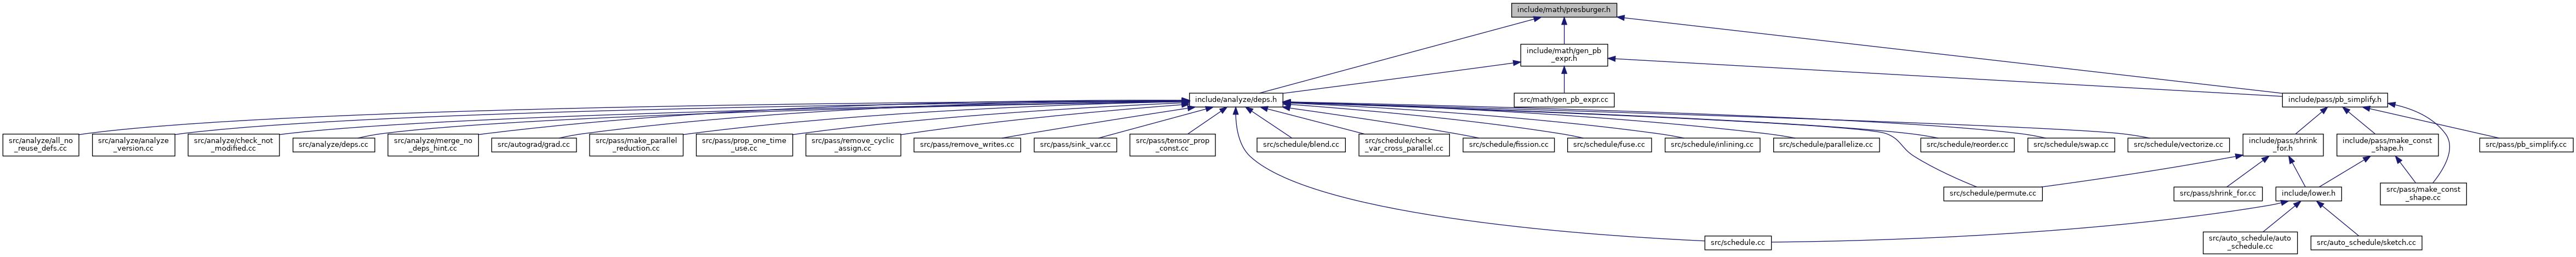 include/math/presburger.h
include/math/gen_pb
_expr.h
include/analyze/deps.h
src/math/gen_pb_expr.cc
include/pass/pb_simplify.h
src/analyze/all_no
_reuse_defs.cc
src/analyze/analyze
_version.cc
src/analyze/check_not
_modified.cc
src/analyze/deps.cc
src/analyze/merge_no
_deps_hint.cc
src/autograd/grad.cc
src/pass/make_parallel
_reduction.cc
src/pass/prop_one_time
_use.cc
src/pass/remove_cyclic
_assign.cc
src/pass/remove_writes.cc
src/pass/sink_var.cc
src/pass/tensor_prop
_const.cc
src/schedule/blend.cc
src/schedule/check
_var_cross_parallel.cc
src/schedule/fission.cc
src/schedule/fuse.cc
src/schedule/inlining.cc
src/schedule/parallelize.cc
src/schedule/reorder.cc
src/schedule/swap.cc
src/schedule/vectorize.cc
include/pass/shrink
_for.h
include/pass/make_const
_shape.h
src/pass/pb_simplify.cc
src/schedule/permute.cc
src/pass/shrink_for.cc
include/lower.h
src/pass/make_const
_shape.cc
src/schedule.cc
src/auto_schedule/auto
_schedule.cc
src/auto_schedule/sketch.cc